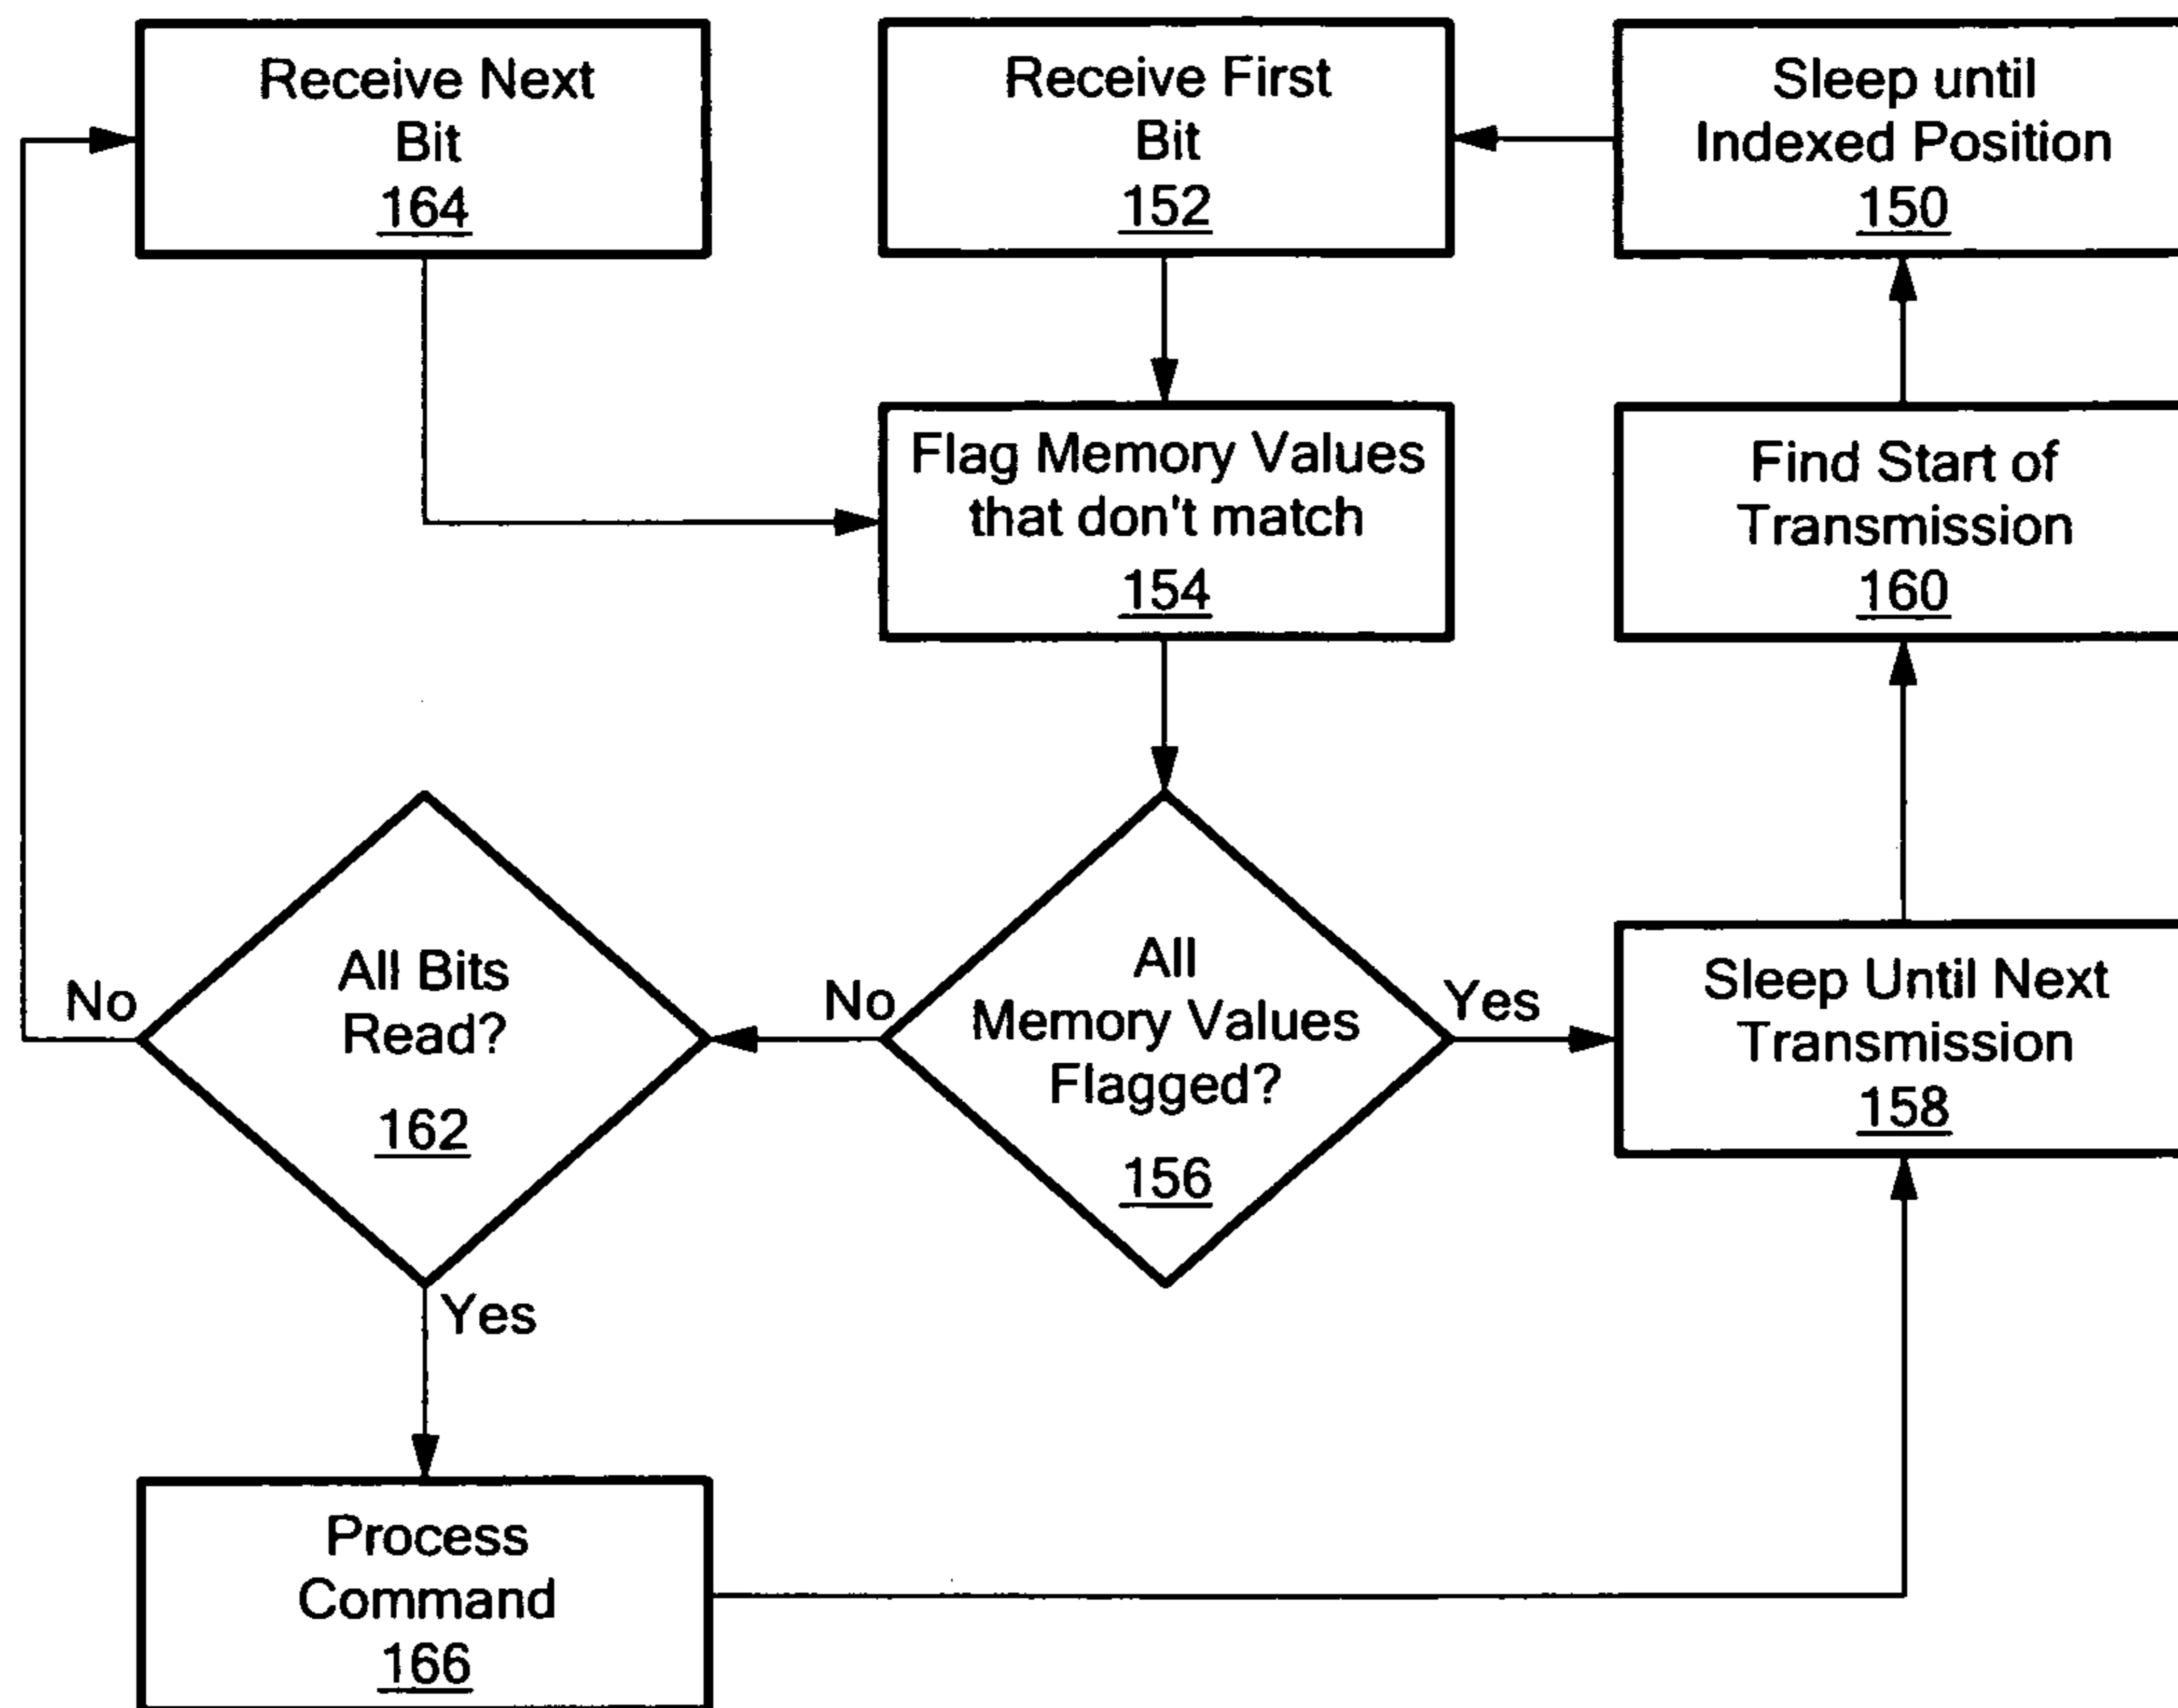 Receive Next
Bit
164
Receive First
Bit
152
Sleep until
Indexed Position
150
Flag Memory Values
that don't match
154
Find Start of
Transmission
160
All Bits
Read?
162
No
All
Memory Values
Flagged?
156
No
Yes
Sleep Until Next
Transmission
158
Yes
Process
Command
166